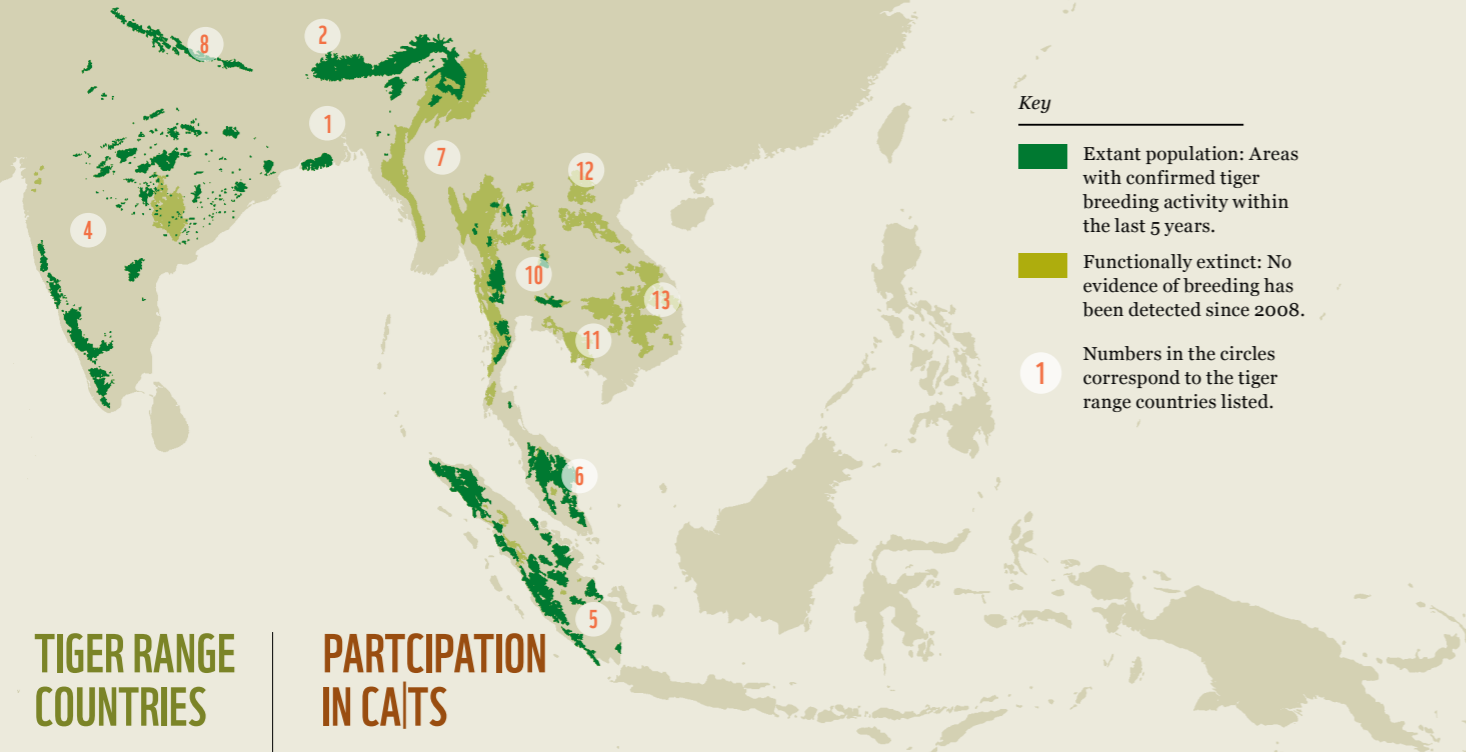 8
2
1
7
12
4
10
13
11
6
5
Key
Extant population: Areas
with confirmed tiger
breeding activity within
the last 5 years.
Functionally extinct: No
evidence of breeding has
been detected since 2008.
1
Numbers in the circles
correspond to the tiger
range countries listed.
TIGER RANGE
COUNTRIES
PARTCIPATION
IN CA|TS